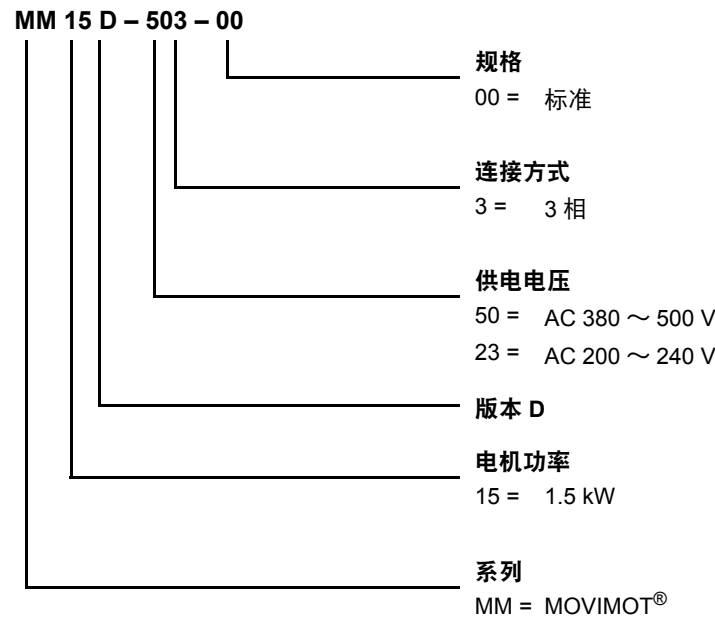 MM 15 D – 503 – 00
规格
00 = 标准
连接方式
3 = 3 相
供电电压
50 = AC 380 ～ 500 V
23 = AC 200 ～ 240 V
版本 D
电机功率
15 = 1.5 kW
系列
MM = MOVIMOT®